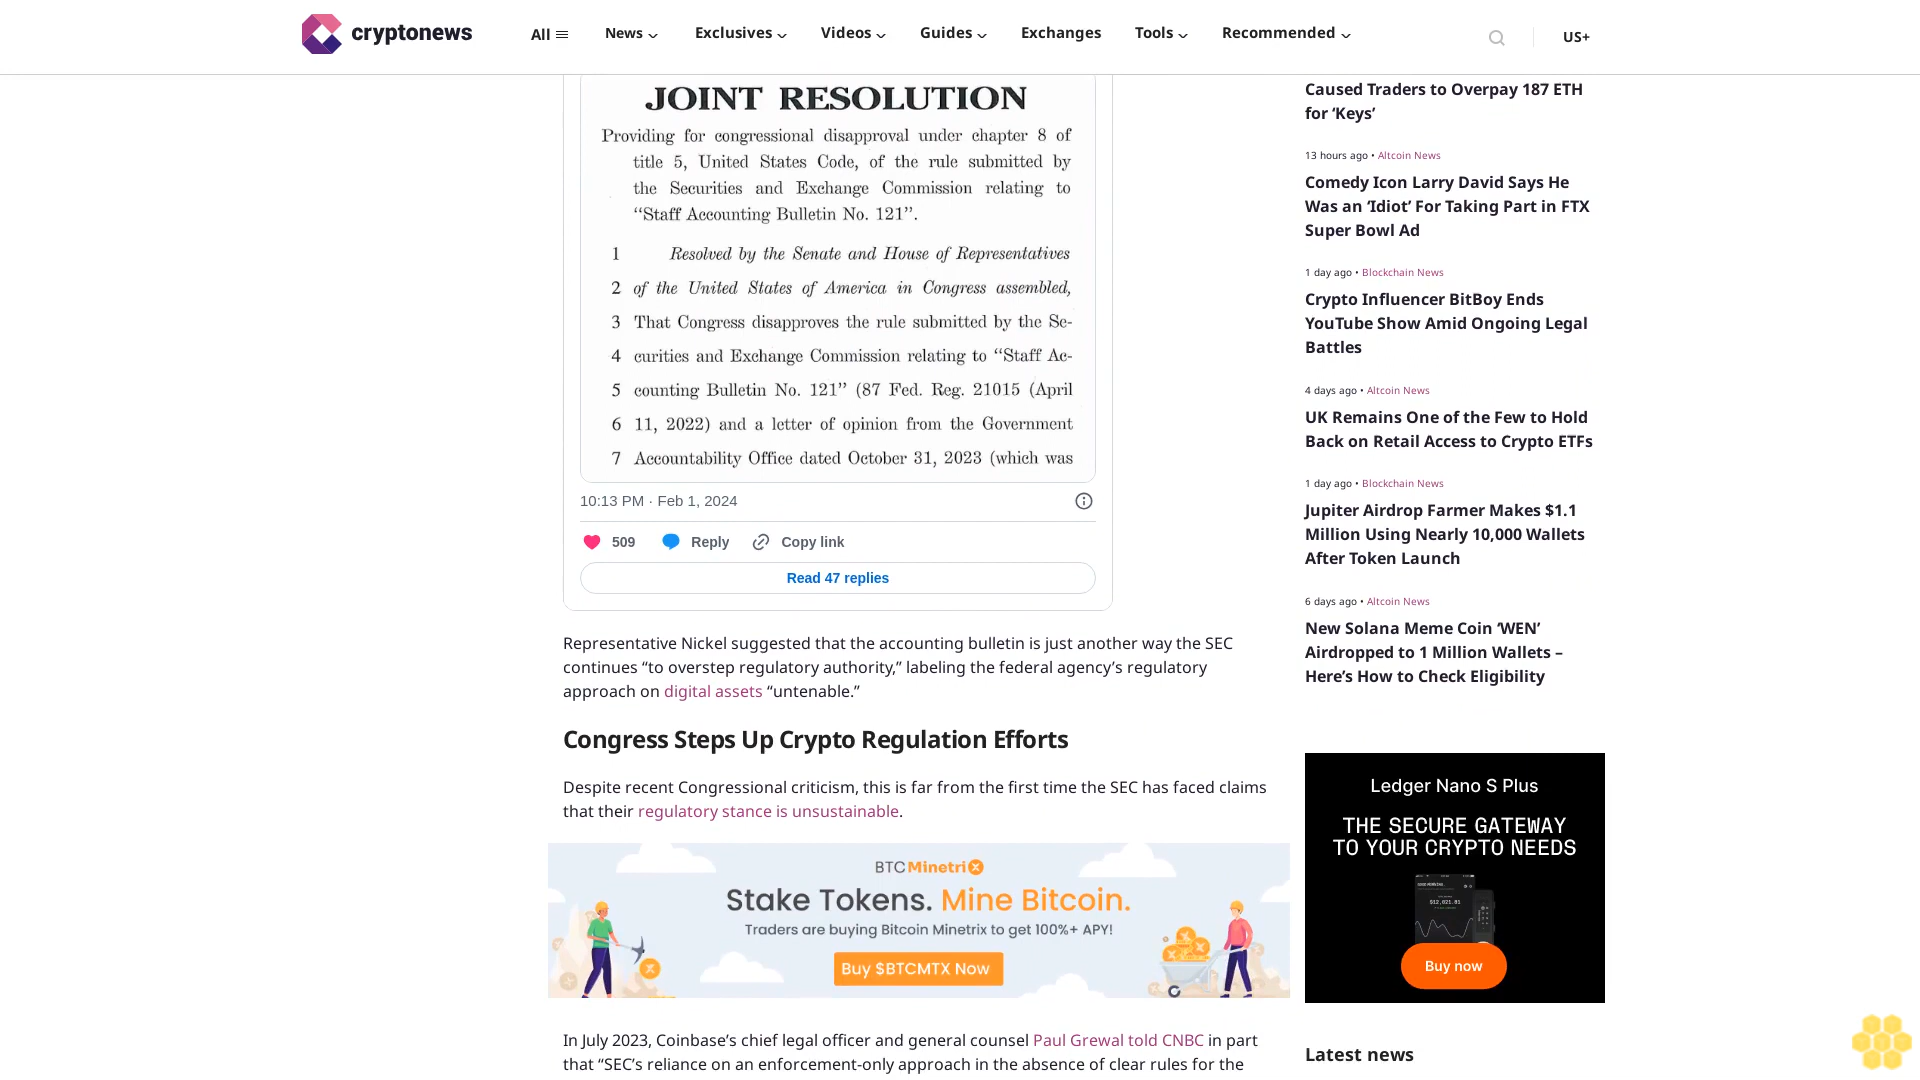 cryptonews
All
News
Exclusives
Videos
Guides
Exchanges
Tools
Recommended
US+
JOINT RESOLUTION
Providing for congressional disapproval under chapter 8 of
title 5, United States Code, of the rule submitted by
the Securities and Exchange Commission relating to
“Staff Accounting Bulletin No. 121”.
1 Resolved by the Senate and House of Representatives
2 of the United States of America in Congress assembled,
3 That Congress disapproves the rule submitted by the Se-
4 curities and Exchange Commission relating to “Staff Ac-
5 counting Bulletin No. 121” (87 Fed. Reg. 21015 (April
6 11, 2022) and a letter of opinion from the Government
7 Accountability Office dated October 31, 2023 (which was
10:13 PM · Feb 1, 2024
509 Reply Copy link
Read 47 replies
Representative Nickel suggested that the accounting bulletin is just another way the SEC
continues “to overstep regulatory authority,” labeling the federal agency’s regulatory
approach on digital assets “untenable.”
Congress Steps Up Crypto Regulation Efforts
Despite recent Congressional criticism, this is far from the first time the SEC has faced claims
that their regulatory stance is unsustainable.
BTC Minetrix
Stake Tokens. Mine Bitcoin.
Traders are buying Bitcoin Minetrix to get 100%+ APY!
Buy $BTCMTX Now
In July 2023, Coinbase’s chief legal officer and general counsel Paul Grewal told CNBC in part
that “SEC’s reliance on an enforcement-only approach in the absence of clear rules for the
Caused Traders to Overpay 187 ETH
for ‘Keys’
13 hours ago • Altcoin News
Comedy Icon Larry David Says He
Was an ‘Idiot’ For Taking Part in FTX
Super Bowl Ad
1 day ago • Blockchain News
Crypto Influencer BitBoy Ends
YouTube Show Amid Ongoing Legal
Battles
4 days ago • Altcoin News
UK Remains One of the Few to Hold
Back on Retail Access to Crypto ETFs
1 day ago • Blockchain News
Jupiter Airdrop Farmer Makes $1.1
Million Using Nearly 10,000 Wallets
After Token Launch
6 days ago • Altcoin News
New Solana Meme Coin ‘WEN’
Airdropped to 1 Million Wallets –
Here’s How to Check Eligibility
Ledger Nano S Plus
THE SECURE GATEWAY
TO YOUR CRYPTO NEEDS
Buy now
Latest news